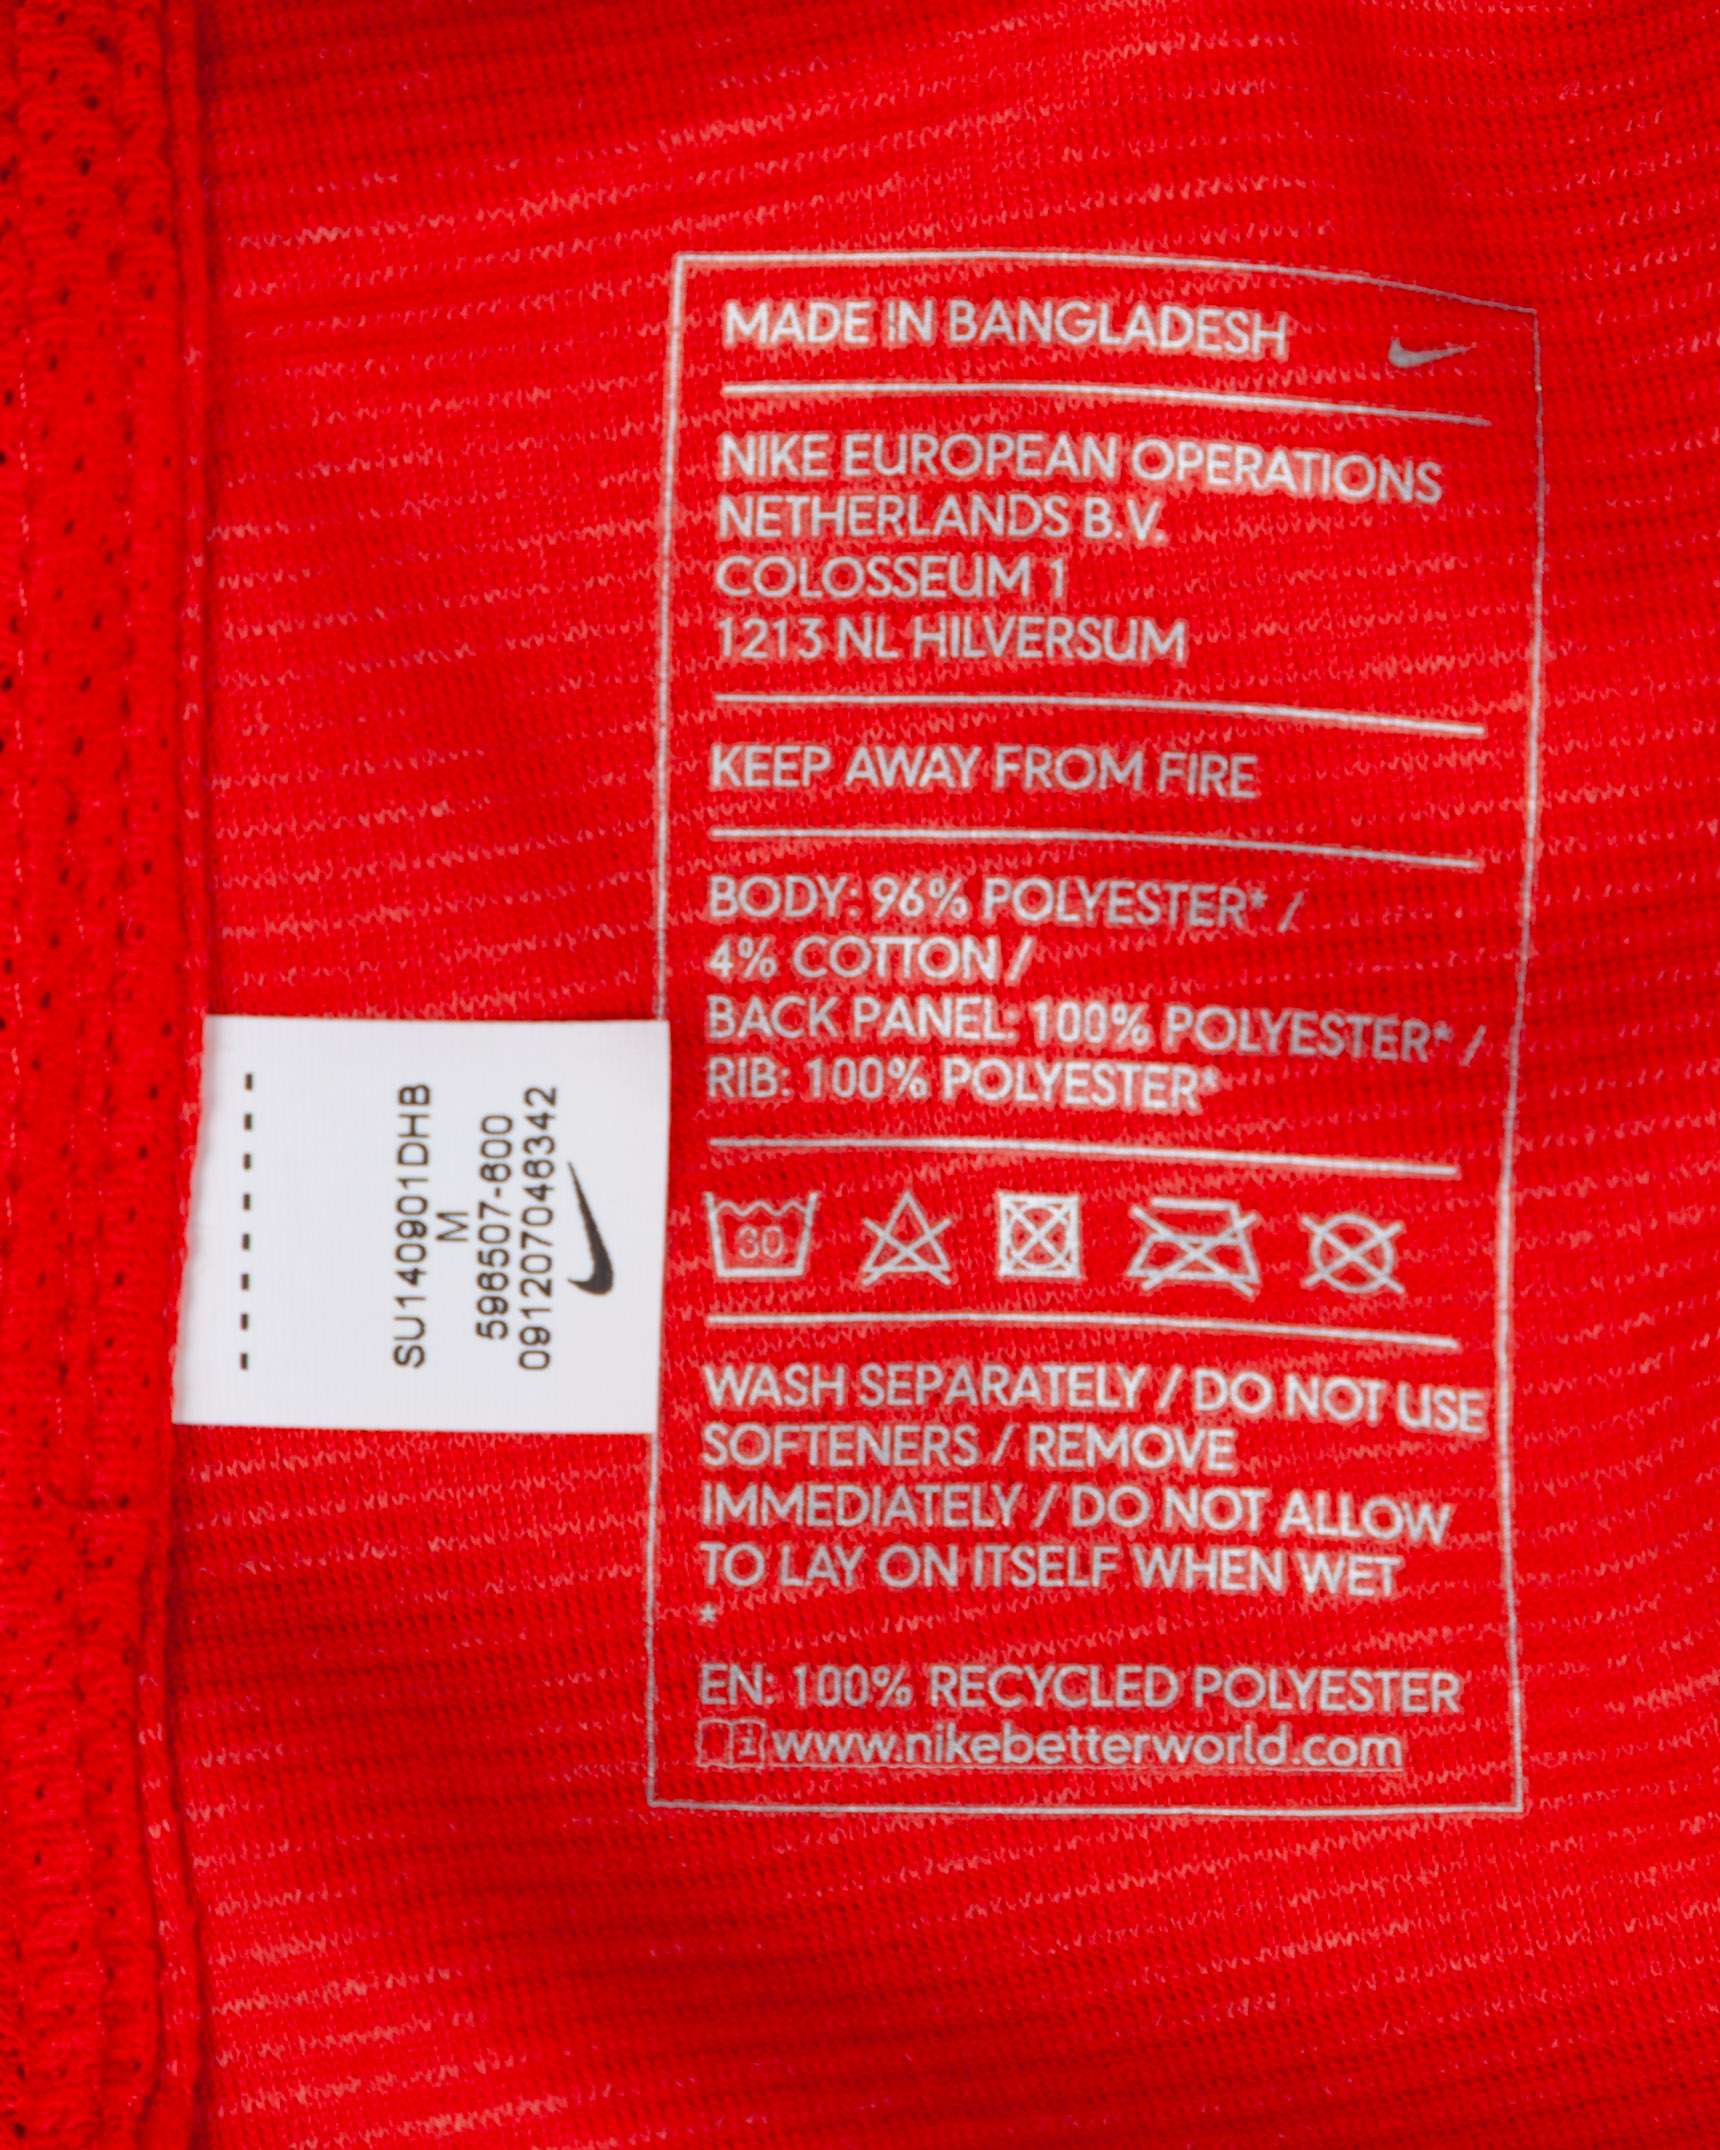 MADE IN BANGLADESH
NIKE EUROPEAN OPERATIONS
NETHERLANDS B.V.
COLOSSEUM 1
1213 NL HILVERSUM
KEEP AWAY FROM FIRE
BODY: 96% POLYESTER* /
4% COTTON /
BACK PANEL: 100% POLYESTER* /
RIB: 100% POLYESTER*
30
WASH SEPARATELY / DO NOT USE
SOFTENERS / REMOVE
IMMEDIATELY / DO NOT ALLOW
TO LAY ON ITSELF WHEN WET
*
EN: 100% RECYCLED POLYESTER
www.nikebetterworld.com
SU140901DHB
M
598507-600
091207046342